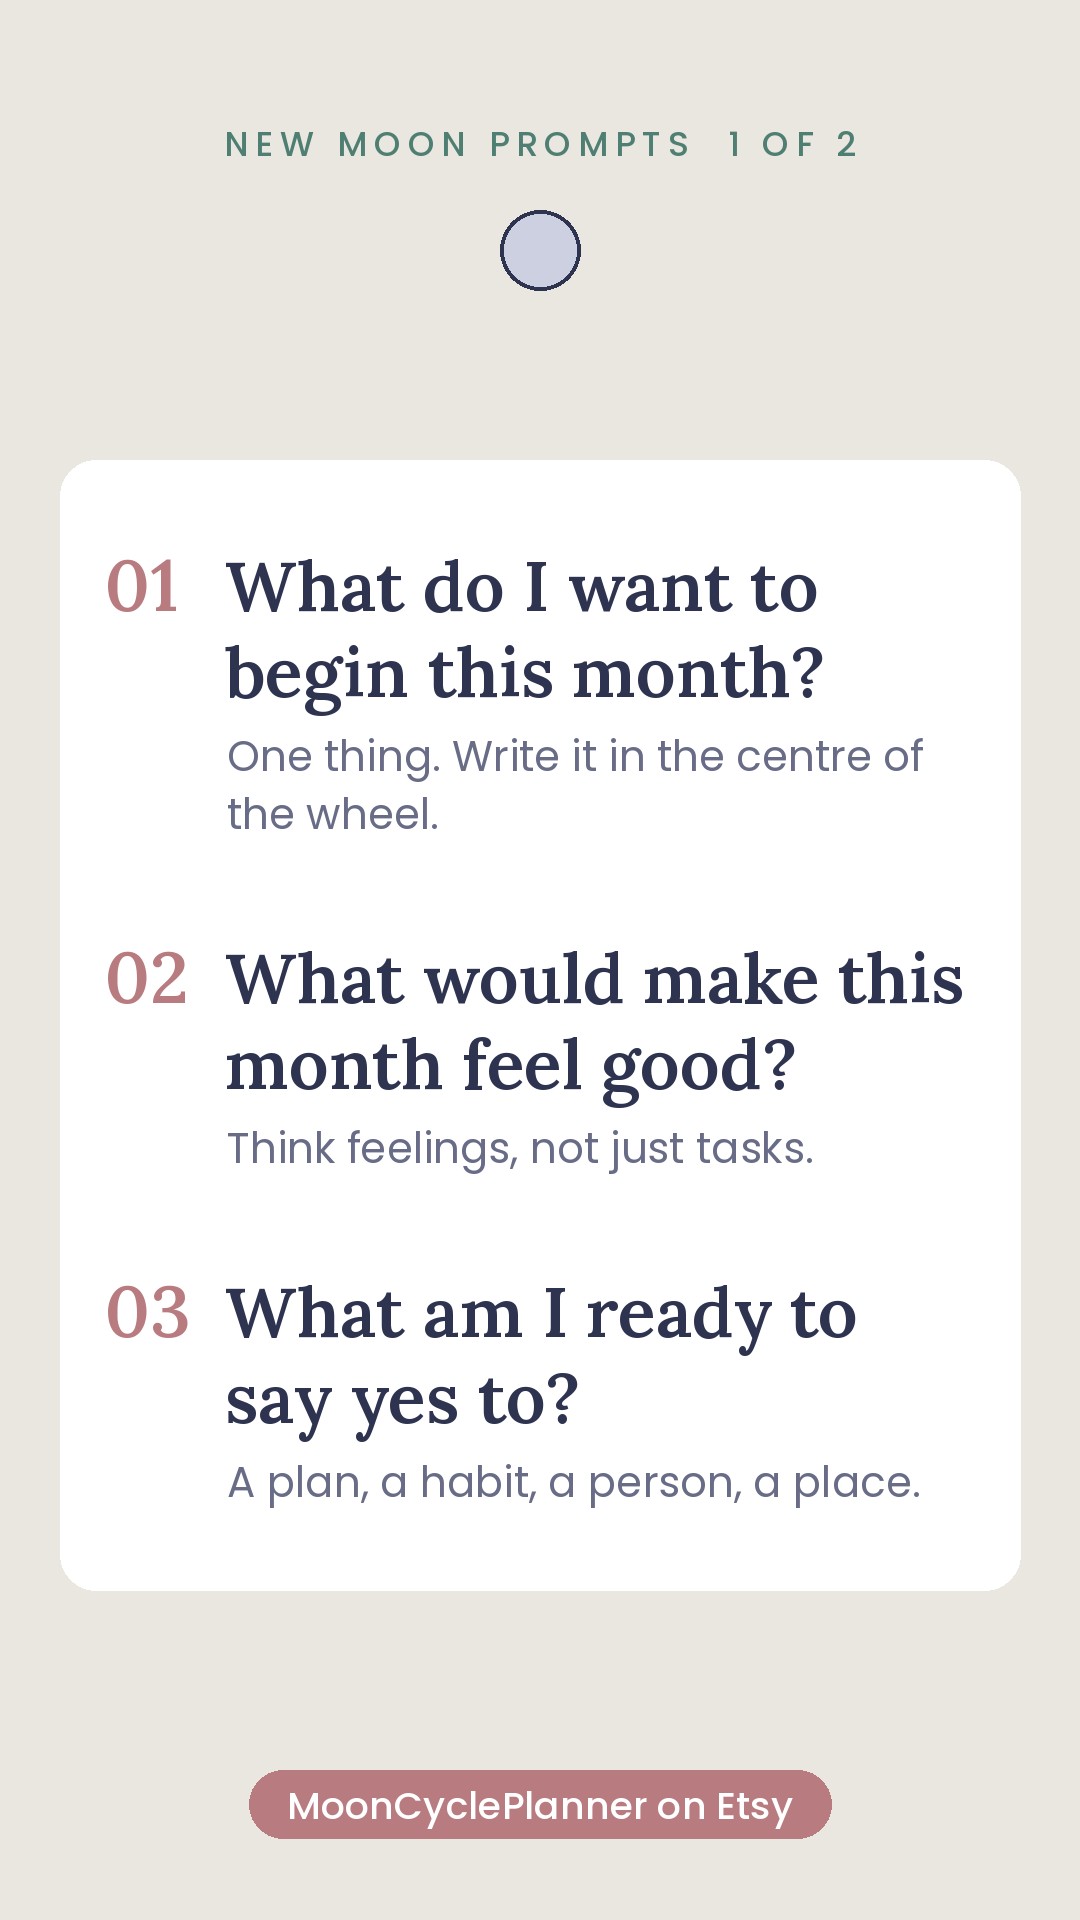 NEW MOON PROMPTS 1 OF 2
01 What do I want to
begin this month?
One thing. Write it in the centre of
the wheel.
02 What would make this
month feel good?
Think feelings, not just tasks.
03 What am I ready to
say yes to?
A plan, a habit, a person, a place.
MoonCyclePlanner on Etsy